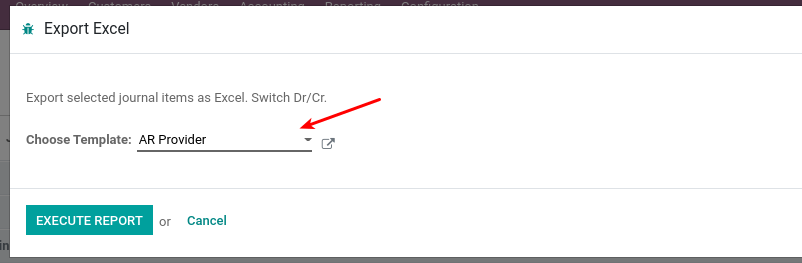 Overview Customers Vendors Accounting Reporting Configuration
Export Excel
Export selected journal items as Excel. Switch Dr/Cr.
Choose Template: AR Provider
EXECUTE REPORT or Cancel